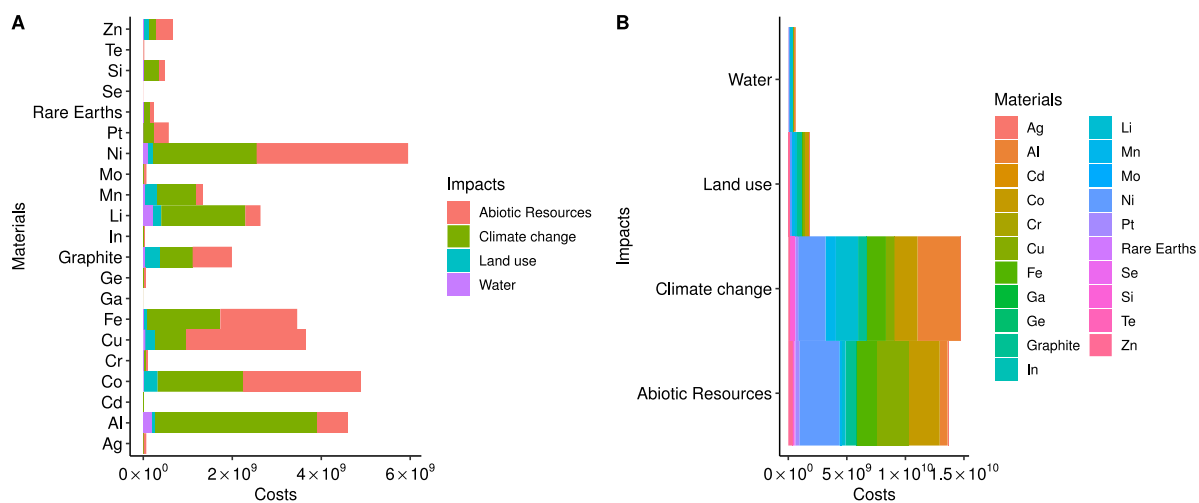 A
Materials
Zn
Te
Si
Se
Rare Earths
Pt
Ni
Mo
Mn
Li
In
Graphite
Ge
Ga
Fe
Cu
Cr
Co
Cd
Al
Ag
0×10⁰ 2×10⁹ 4×10⁹ 6×10⁹
Costs
Impacts
Abiotic Resources
Climate change
Land use
Water
B
Impacts
Water
Land use
Climate change
Abiotic Resources
0×10⁰ 5×10⁹ 1×10¹⁰ 1.5×10¹⁰
Costs
Materials
Ag
Al
Cd
Co
Cr
Cu
Fe
Ga
Ge
Graphite
In
Li
Mn
Mo
Ni
Pt
Rare Earths
Se
Si
Te
Zn